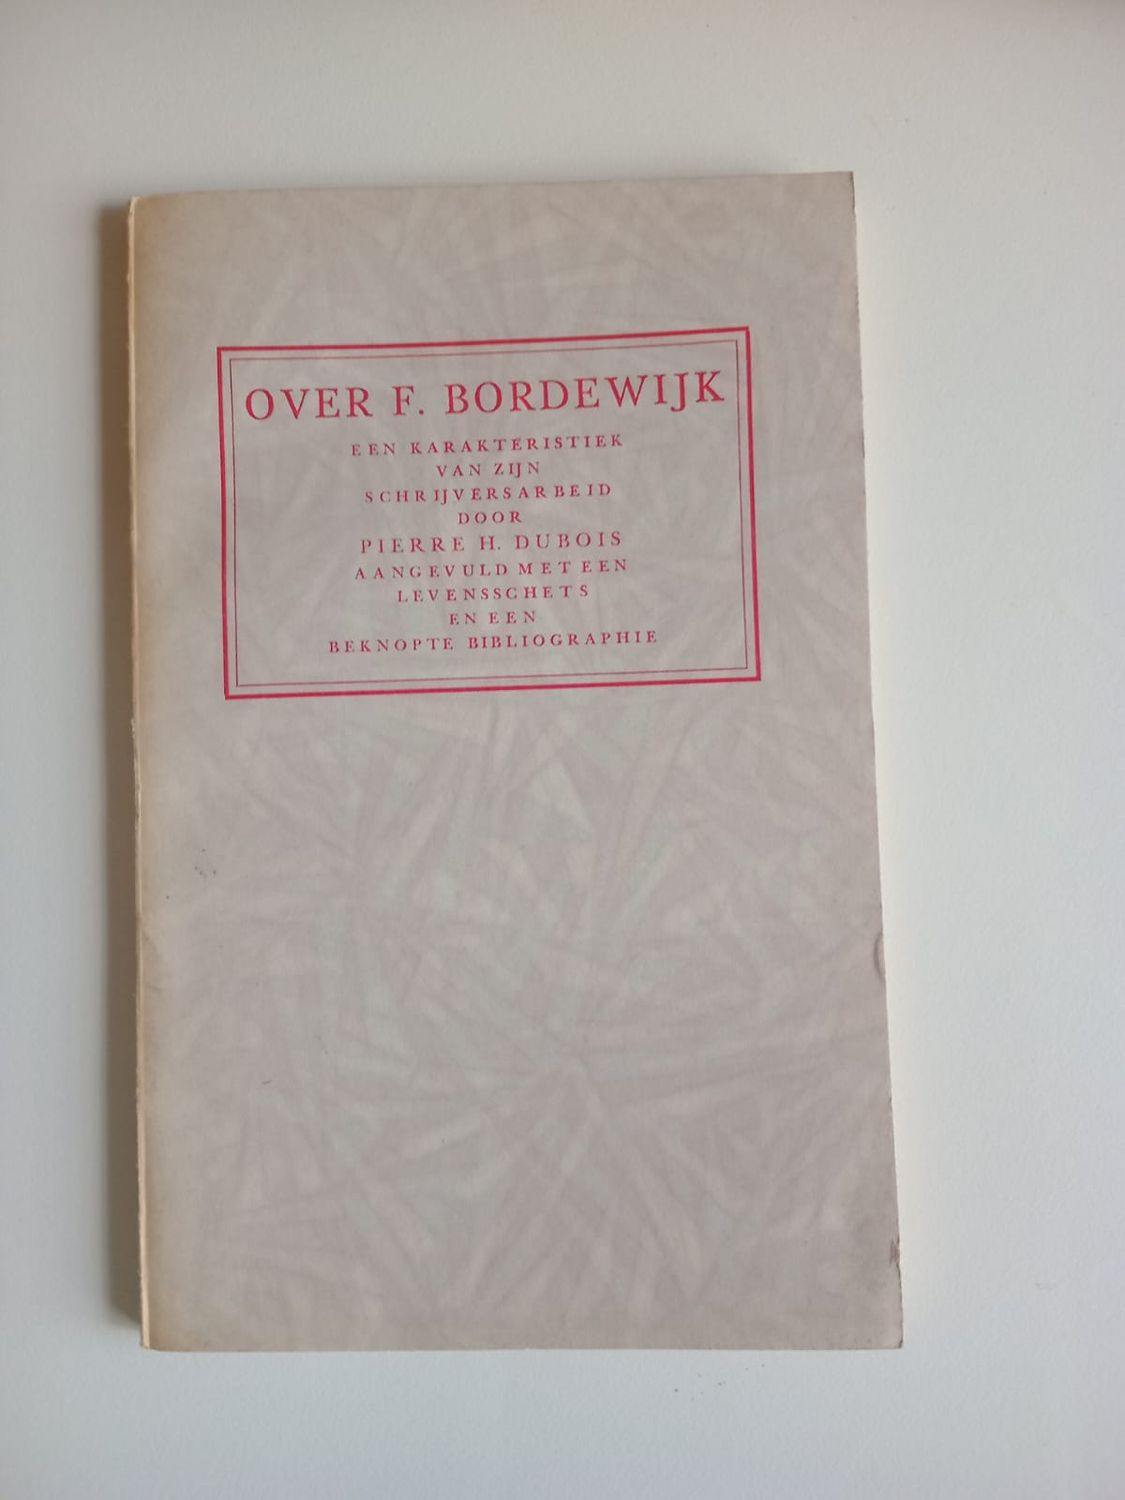 OVER F. BORDEWIJK
EEN KARAKTERISTIEK
VAN ZIJN
SCHRIJVERSARBEID
DOOR
PIERRE H. DUBOIS
AANGEVULD MET EEN
LEVENSSCHETS
EN EEN
BEKNOPTE BIBLIOGRAPHIE